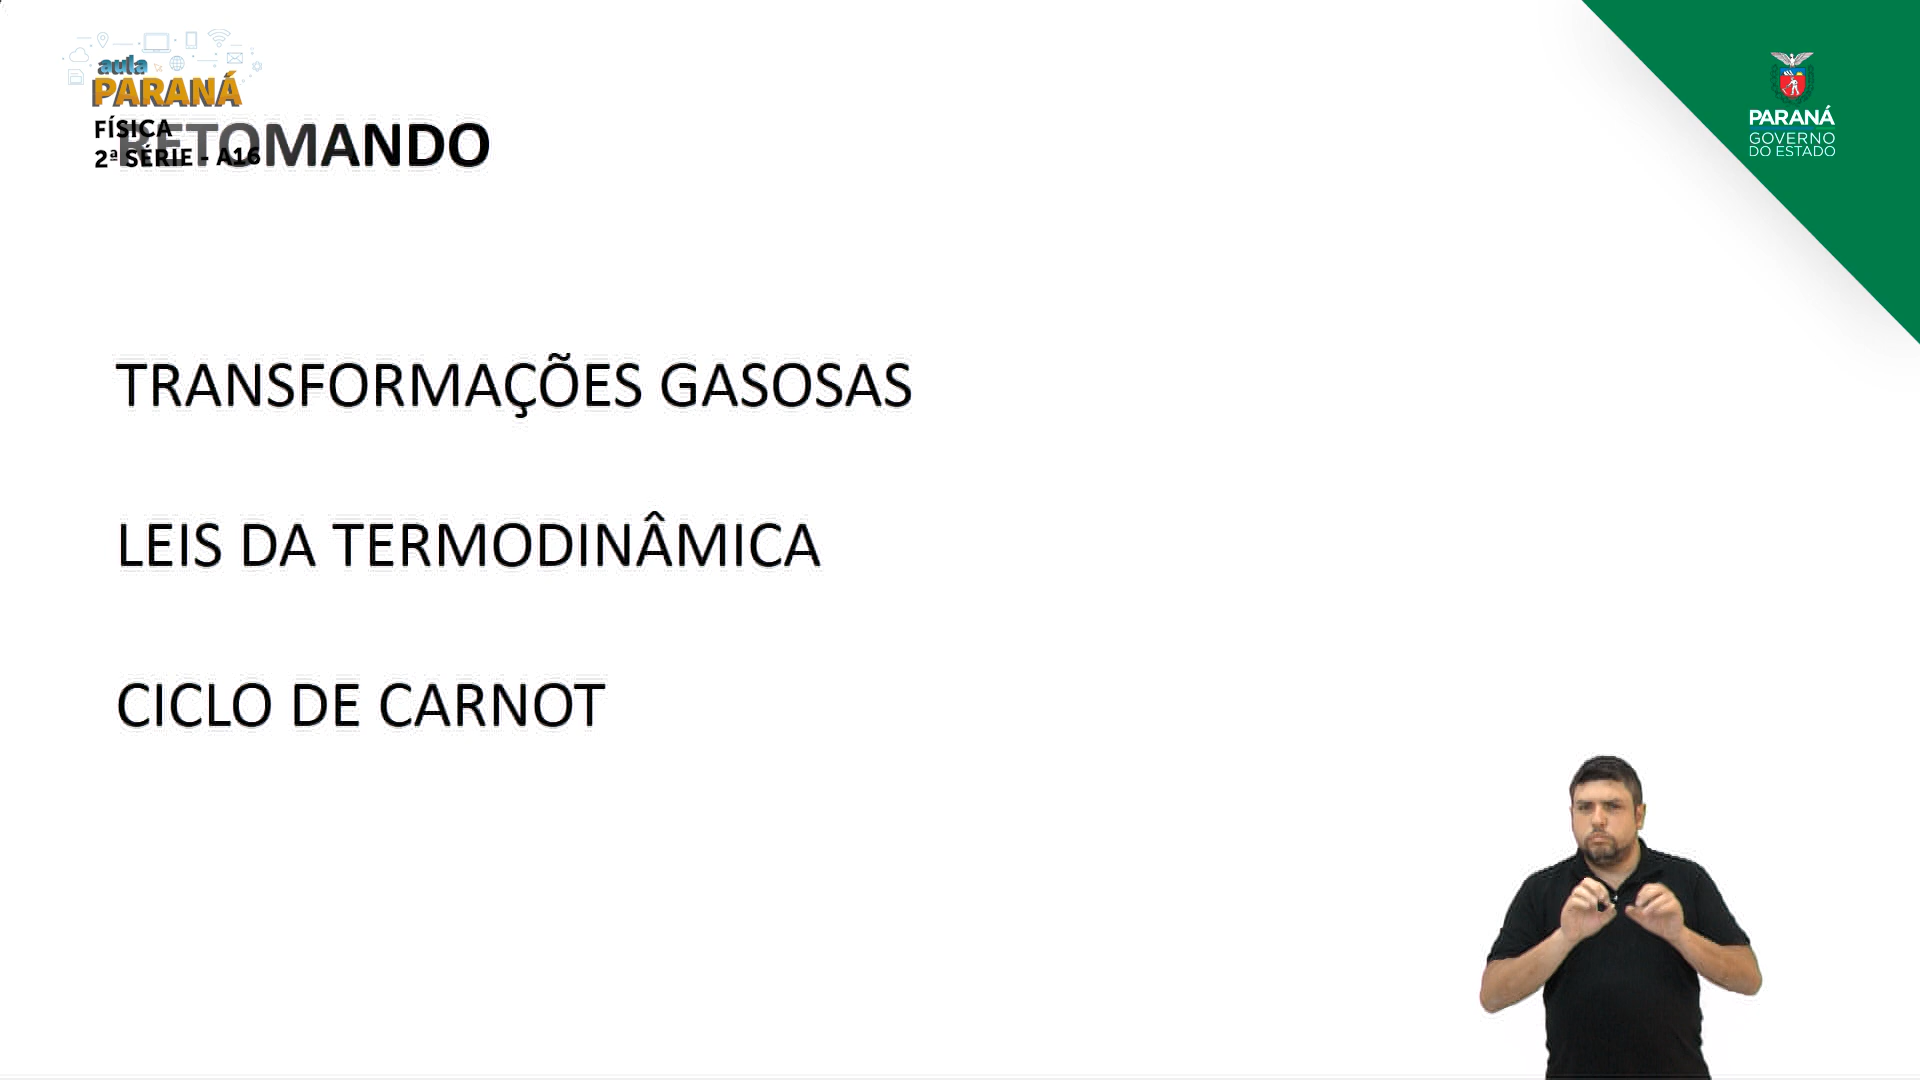 aula
PARANÁ
FÍSICA
2ª SÉRIE - A16
RETOMANDO
PARANÁ
GOVERNO
DO ESTADO
TRANSFORMAÇÕES GASOSAS
LEIS DA TERMODINÂMICA
CICLO DE CARNOT